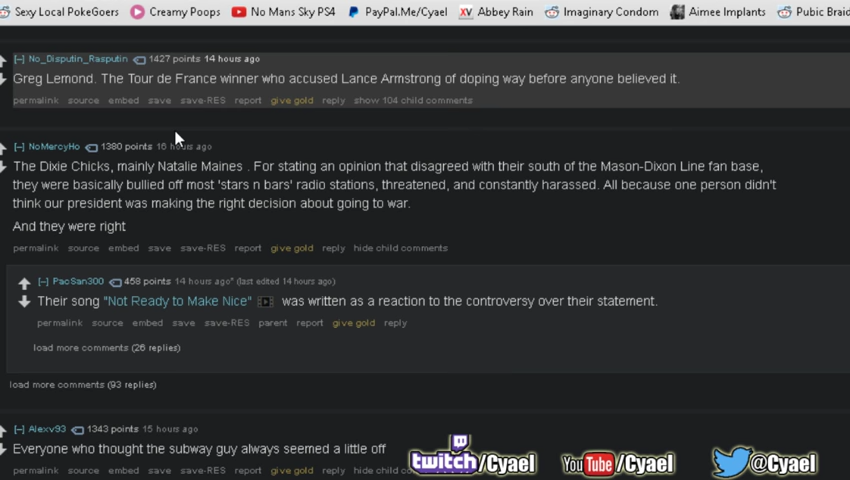 Sexy Local PokeGoers Creamy Poops No Mans Sky PS4 PayPal.Me/Cyael XV Abbey Rain Imaginary Condom Aimee Implants Pubic Braid
[–] No_Disputin_Rasputin 1427 points 14 hours ago
Greg Lemond. The Tour de France winner who accused Lance Armstrong of doping way before anyone believed it.
permalink source embed save save-RES report give gold reply show 104 child comments
[–] NoMercyHo 1380 points 16 hours ago
The Dixie Chicks, mainly Natalie Maines . For stating an opinion that disagreed with their south of the Mason-Dixon Line fan base,
they were basically bullied off most 'stars n bars' radio stations, threatened, and constantly harassed. All because one person didn't
think our president was making the right decision about going to war.
And they were right
permalink source embed save save-RES report give gold reply hide child comments
[–] PacSan300 458 points 14 hours ago* (last edited 14 hours ago)
Their song "Not Ready to Make Nice" was written as a reaction to the controversy over their statement.
permalink source embed save save-RES parent report give gold reply
load more comments (26 replies)
load more comments (93 replies)
[–] Alexv93 1343 points 15 hours ago
Everyone who thought the subway guy always seemed a little off
permalink source embed save save-RES report give gold reply hide
twitch/Cyael YouTube/Cyael @Cyael